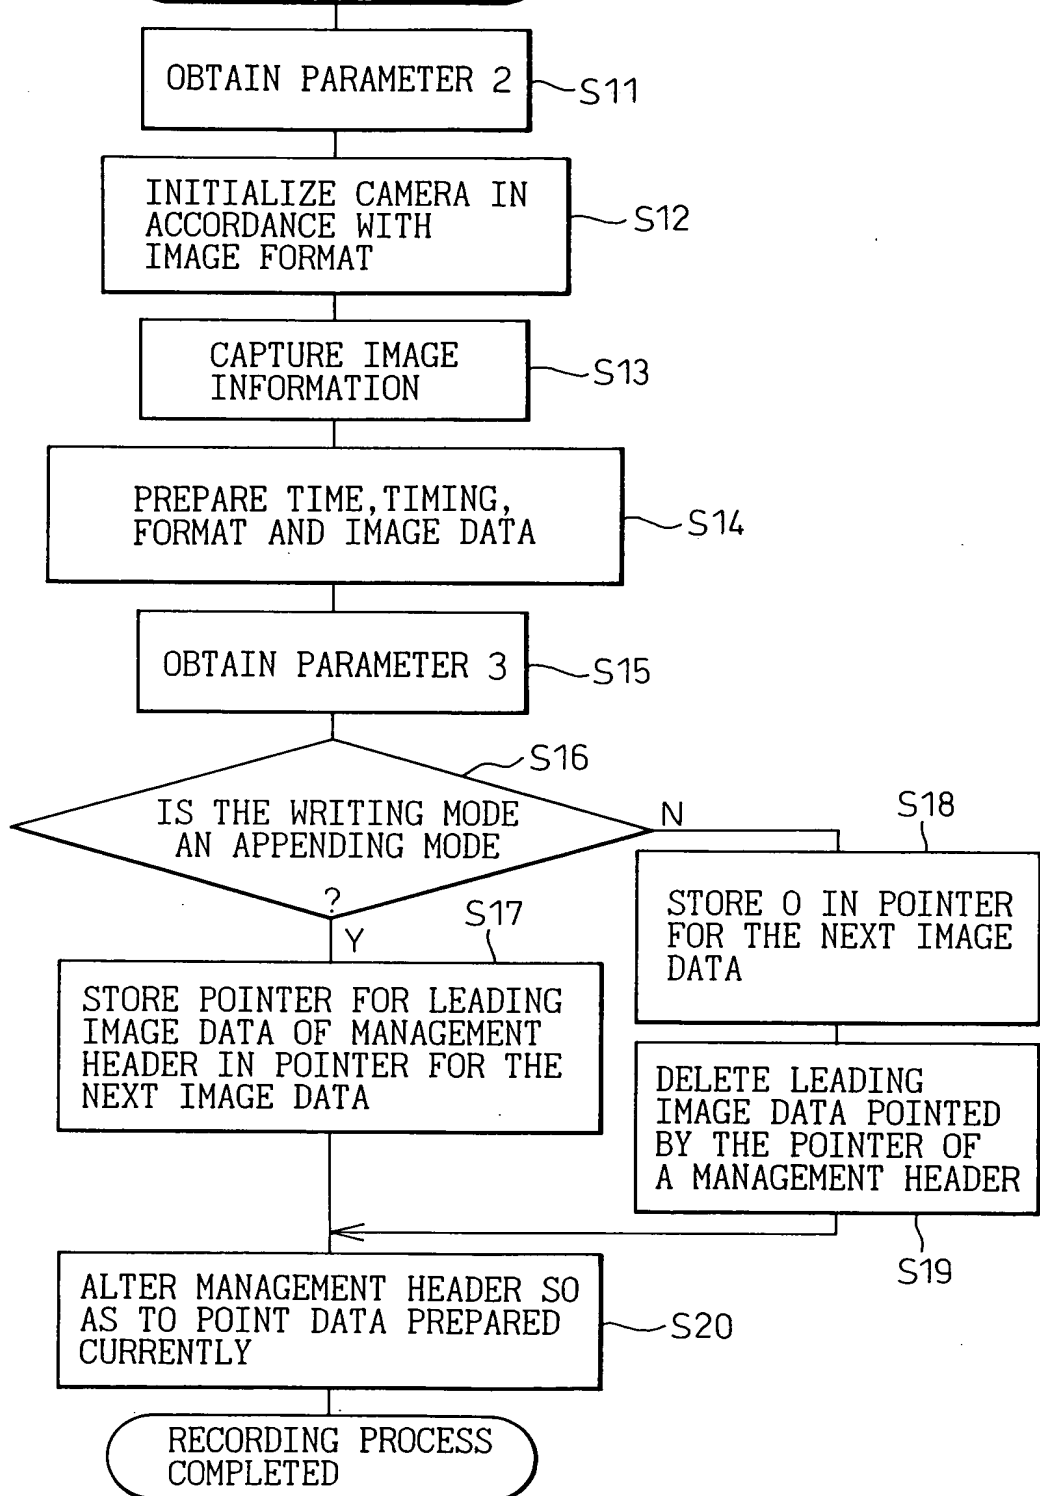 OBTAIN PARAMETER 2
S11
INITIALIZE CAMERA IN
ACCORDANCE WITH
IMAGE FORMAT
S12
CAPTURE IMAGE
INFORMATION
S13
PREPARE TIME,TIMING,
FORMAT AND IMAGE DATA
S14
OBTAIN PARAMETER 3
S15
S16
IS THE WRITING MODE
AN APPENDING MODE
?
N
Y
S17
STORE POINTER FOR LEADING
IMAGE DATA OF MANAGEMENT
HEADER IN POINTER FOR THE
NEXT IMAGE DATA
S18
STORE 0 IN POINTER
FOR THE NEXT IMAGE
DATA
DELETE LEADING
IMAGE DATA POINTED
BY THE POINTER OF
A MANAGEMENT HEADER
S19
ALTER MANAGEMENT HEADER SO
AS TO POINT DATA PREPARED
CURRENTLY
S20
RECORDING PROCESS
COMPLETED